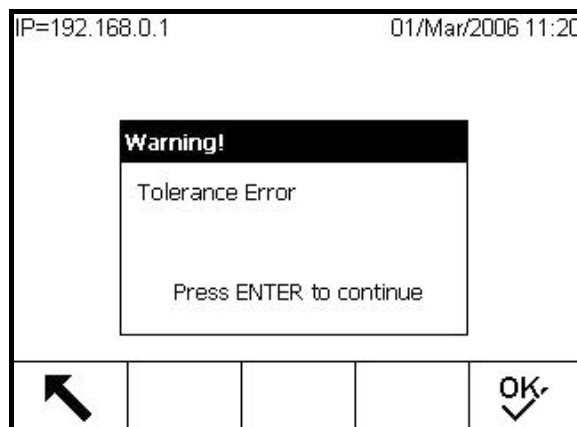 IP=192.168.0.1 01/Mar/2006 11:20
Warning!
Tolerance Error
Press ENTER to continue
OK